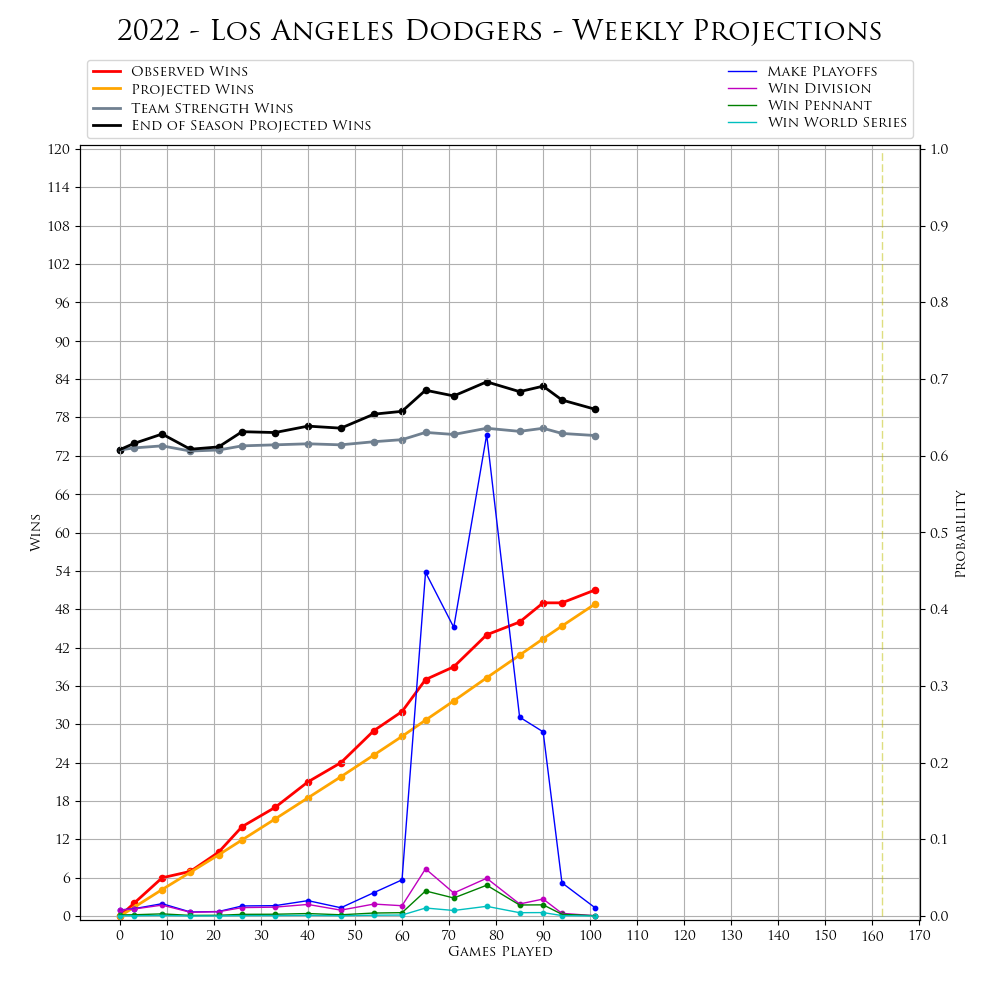 2022 - Los Angeles Dodgers - Weekly Projections
Observed Wins
Projected Wins
Team Strength Wins
End of Season Projected Wins
Make Playoffs
Win Division
Win Pennant
Win World Series
120
114
108
102
96
90
84
78
72
66
60
54
48
42
36
30
24
18
12
6
0
Wins
1.0
0.9
0.8
0.7
0.6
0.5
0.4
0.3
0.2
0.1
0.0
Probability
0 10 20 30 40 50 60 70 80 90 100 110 120 130 140 150 160 170
Games Played